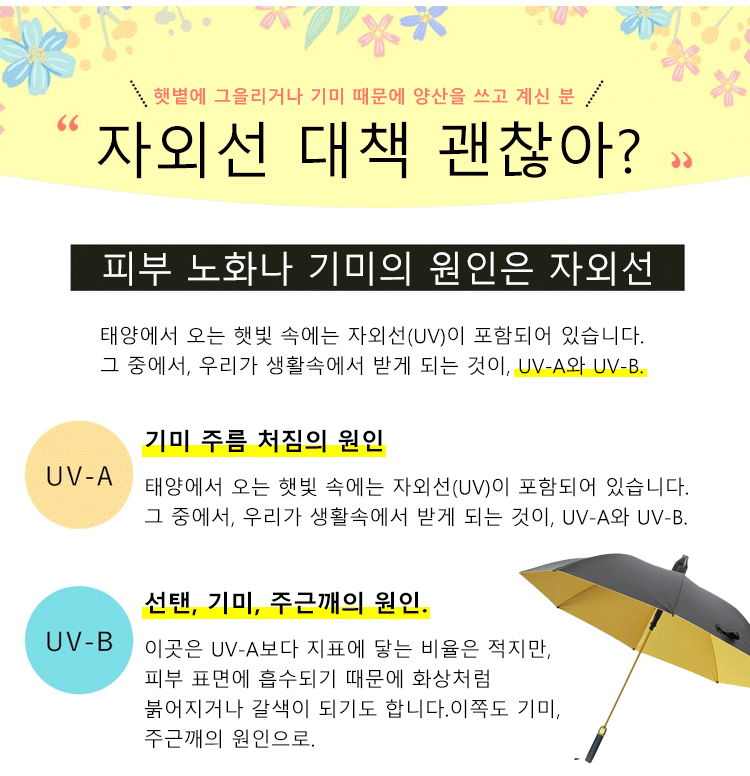 햇볕에 그을리거나 기미 때문에 양산을 쓰고 계신 분
“ 자외선 대책 괜찮아? ”
피부 노화나 기미의 원인은 자외선
태양에서 오는 햇빛 속에는 자외선(UV)이 포함되어 있습니다.
그 중에서, 우리가 생활속에서 받게 되는 것이, UV-A와 UV-B.
UV-A
기미 주름 처짐의 원인
태양에서 오는 햇빛 속에는 자외선(UV)이 포함되어 있습니다.
그 중에서, 우리가 생활속에서 받게 되는 것이, UV-A와 UV-B.
UV-B
선탠, 기미, 주근깨의 원인.
이곳은 UV-A보다 지표에 닿는 비율은 적지만,
피부 표면에 흡수되기 때문에 화상처럼
붉어지거나 갈색이 되기도 합니다.이쪽도 기미,
주근깨의 원인으로.